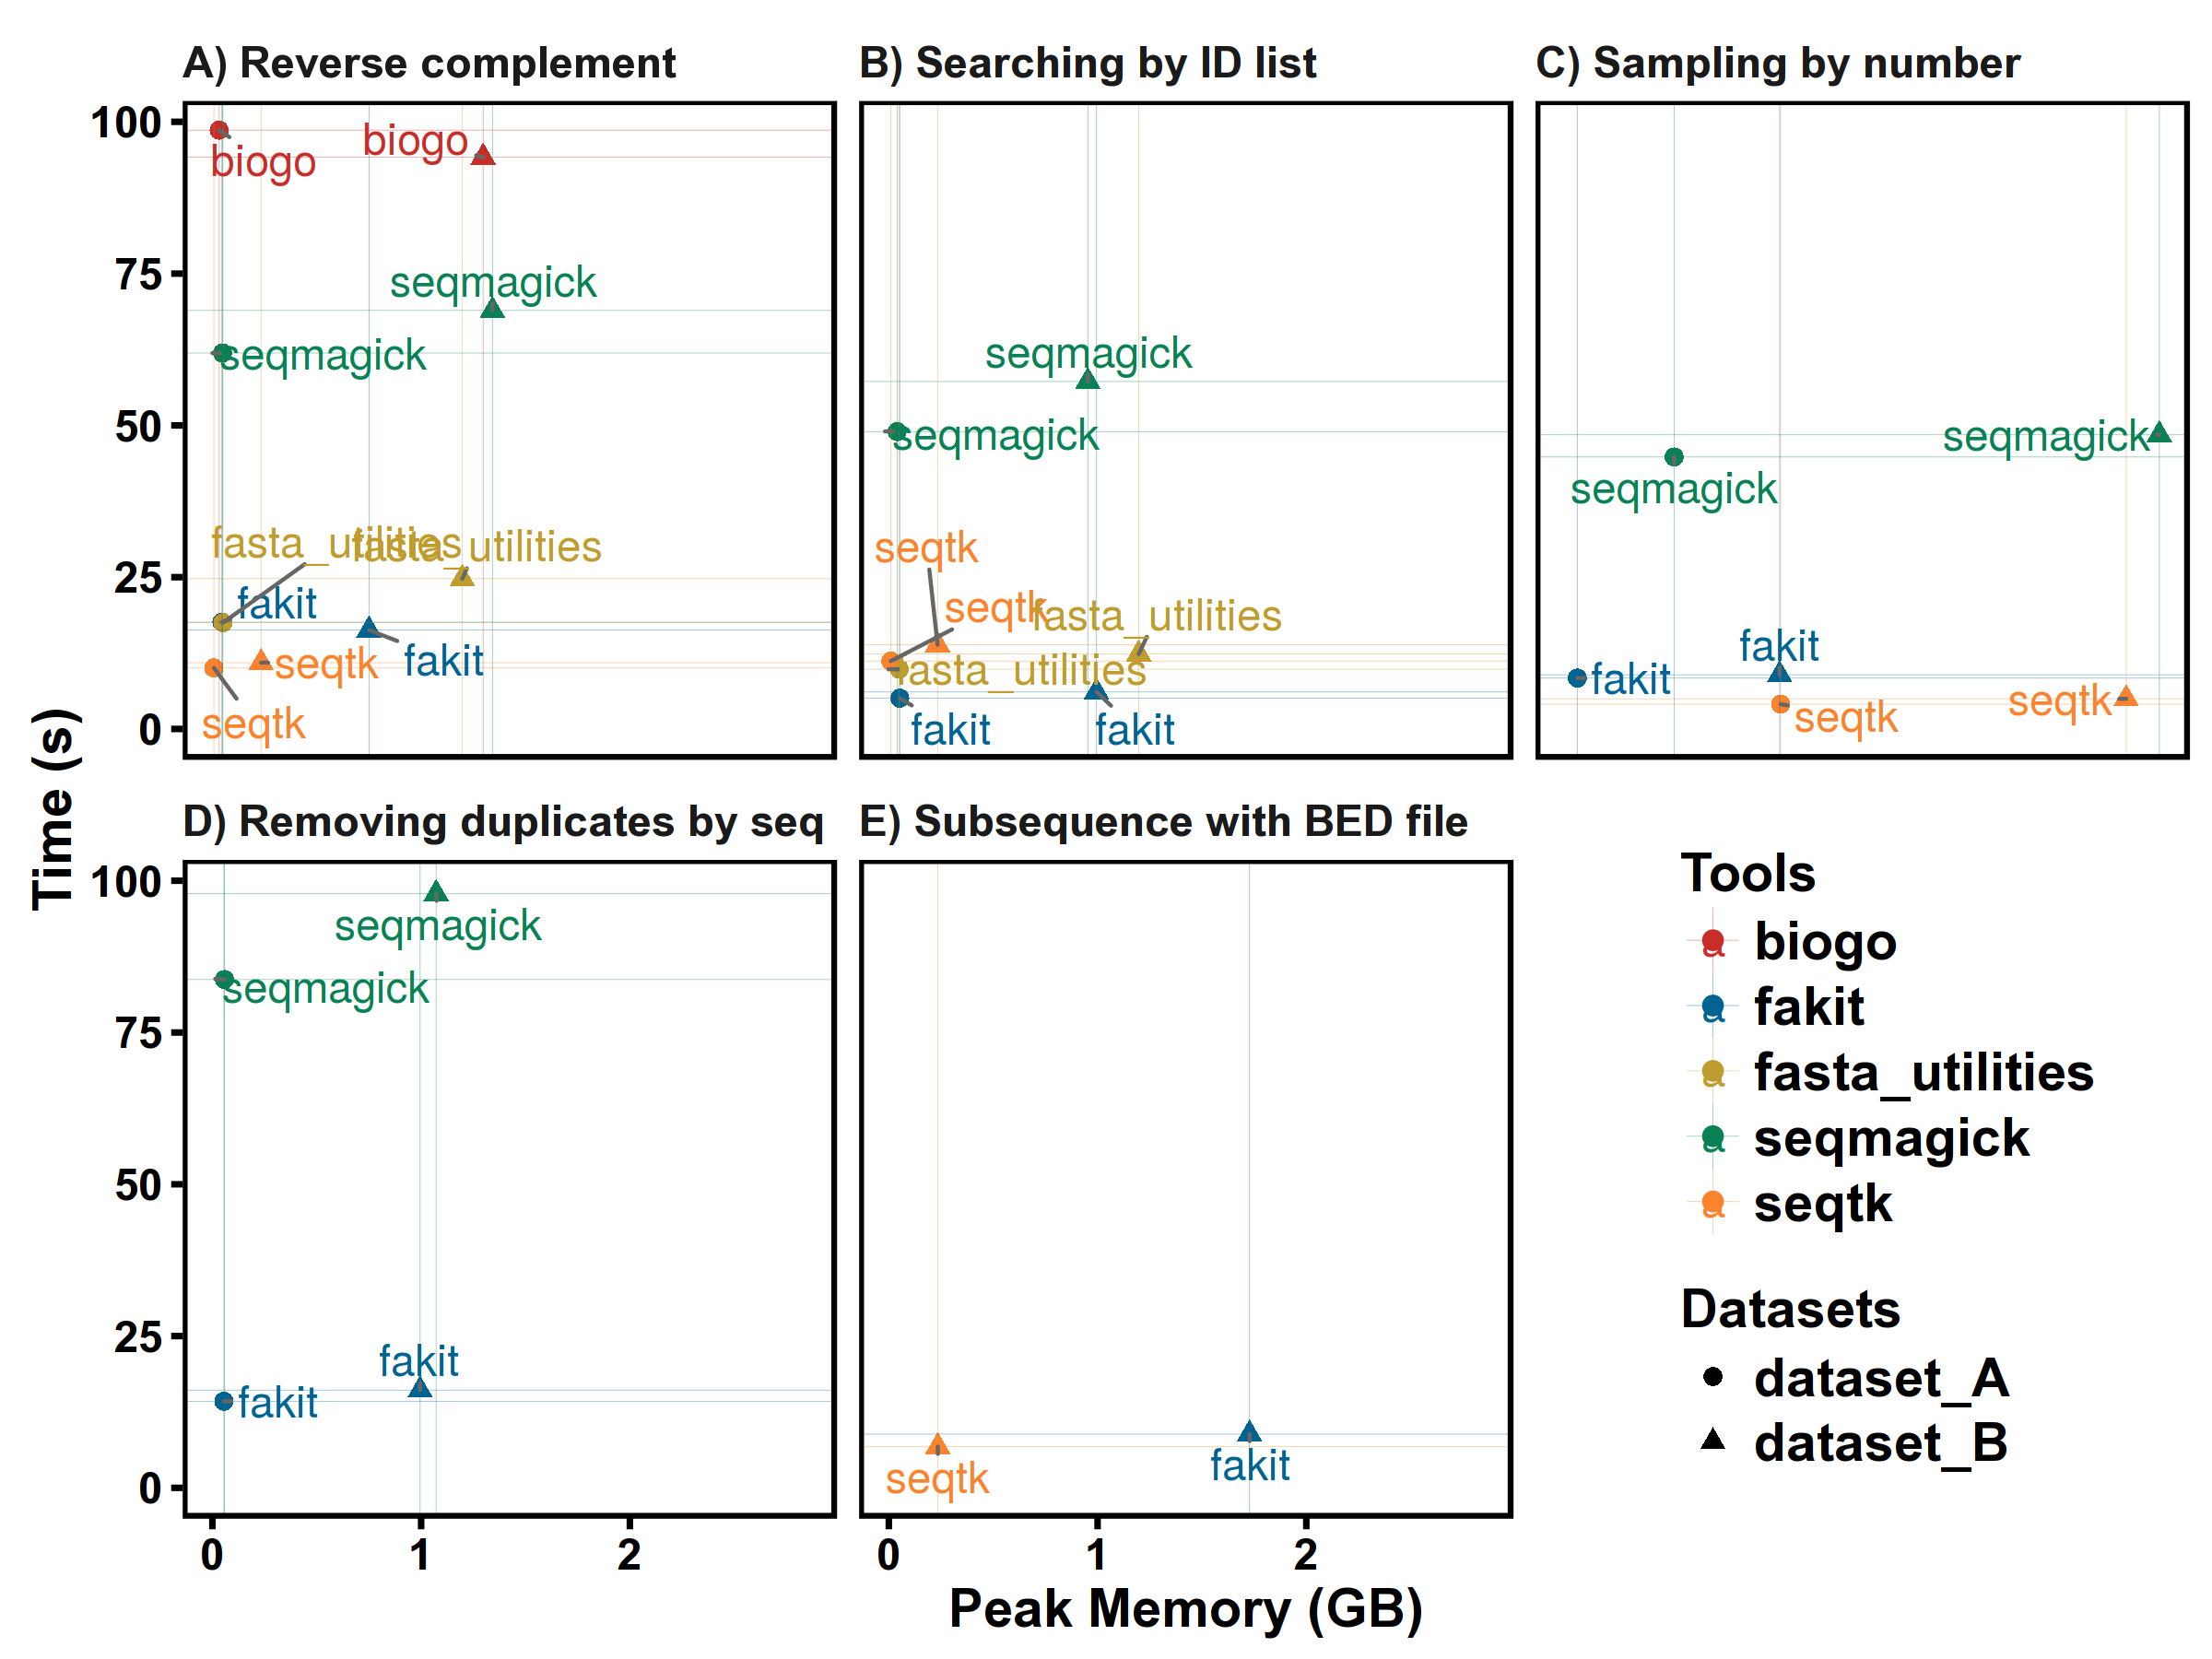 A) Reverse complement
B) Searching by ID list
C) Sampling by number
100
75
50
25
0
biogo
biogo
seqmagick
seqmagick
fasta_utilities
fasta_utilities
fakit
fakit
seqtk
seqtk
seqmagick
seqmagick
seqtk
seqtk
fasta_utilities
fasta_utilities
fakit
fakit
seqmagick
seqmagick
fakit
fakit
seqtk
seqtk
Time (s)
D) Removing duplicates by seq
E) Subsequence with BED file
100
75
50
25
0
seqmagick
seqmagick
fakit
fakit
seqtk
fakit
0 1 2
0 1 2
Peak Memory (GB)
Tools
a biogo
a fakit
a fasta_utilities
a seqmagick
a seqtk
Datasets
dataset_A
dataset_B